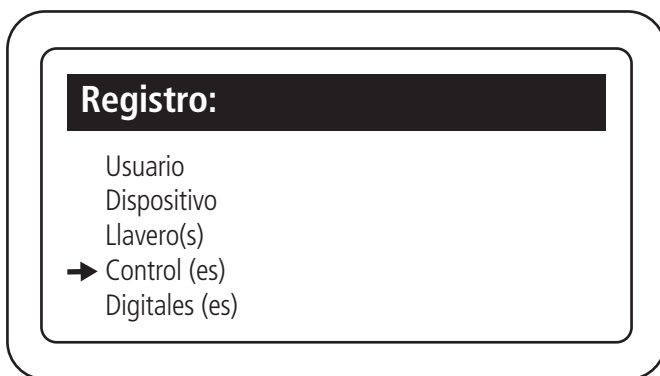 Registro:
Usuario
Dispositivo
Llavero(s)
Control (es)
Digitales (es)